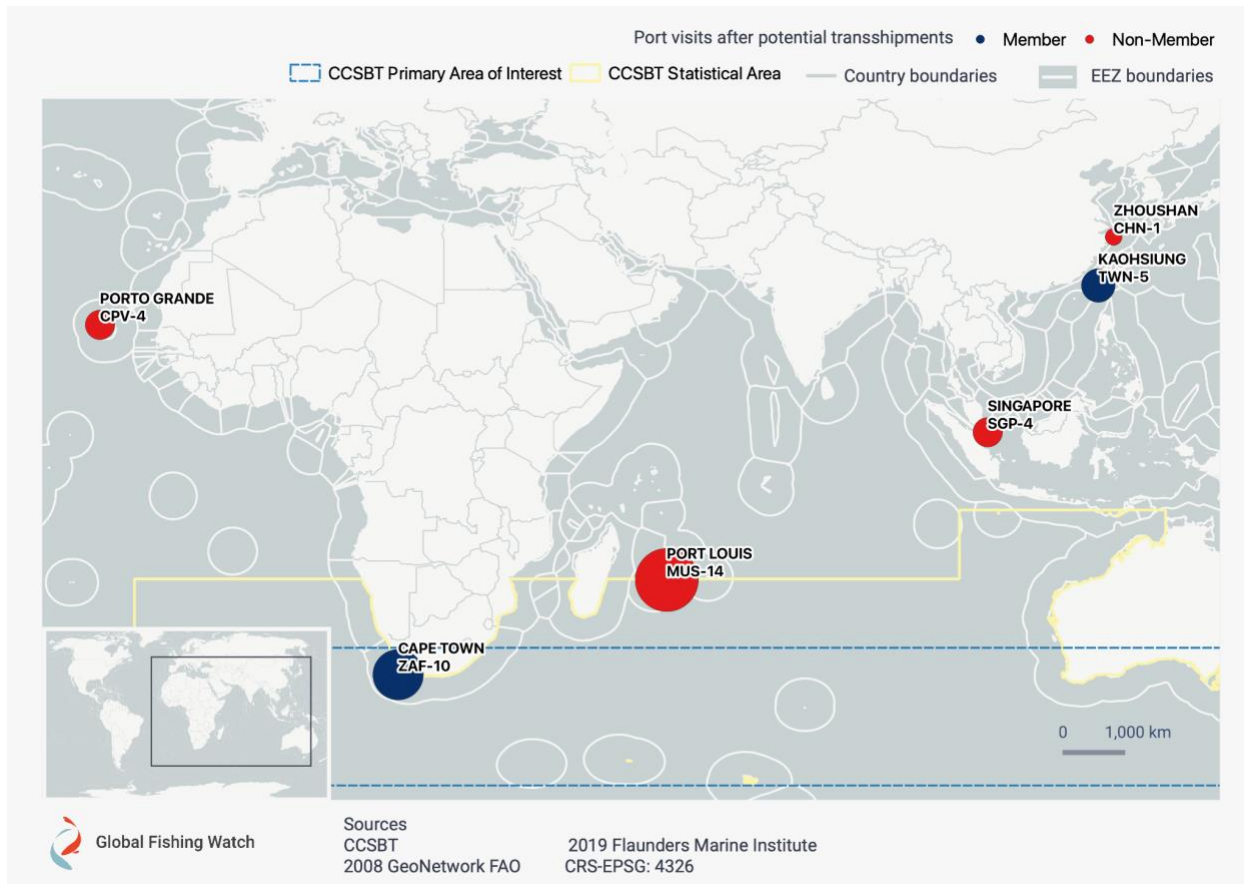 Port visits after potential transshipments Member Non-Member
CCSBT Primary Area of Interest CCSBT Statistical Area Country boundaries EEZ boundaries
ZHOUSHAN
CHN-1
KAOHSIUNG
TWN-5
PORTO GRANDE
CPV-4
SINGAPORE
SGP-4
PORT LOUIS
MUS-14
CAPE TOWN
ZAF-10
0 1,000 km
Global Fishing Watch
Sources
CCSBT 2019 Flaunders Marine Institute
2008 GeoNetwork FAO CRS-EPSG: 4326